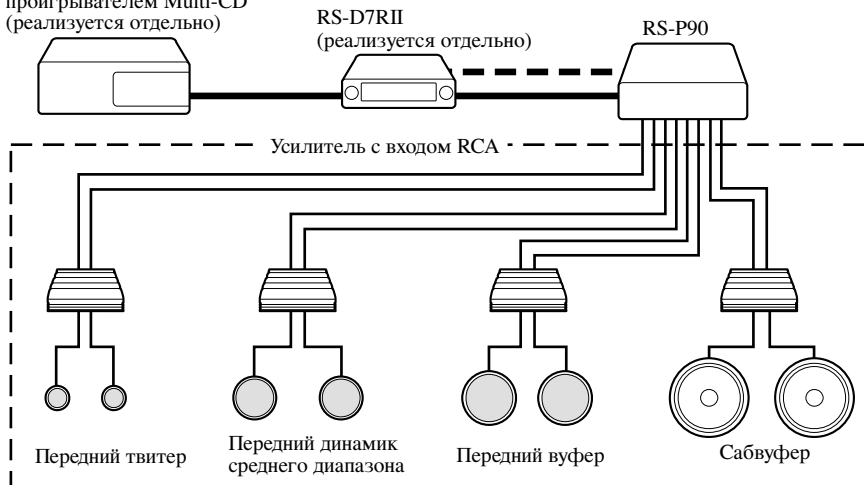 проигрывателем Multi-CD
(реализуется отдельно)
RS-D7RII
(реализуется отдельно)
RS-P90
Усилитель с входом RCA
Передний твитер
Передний динамик
среднего диапазона
Передний вуфер
Сабвуфер